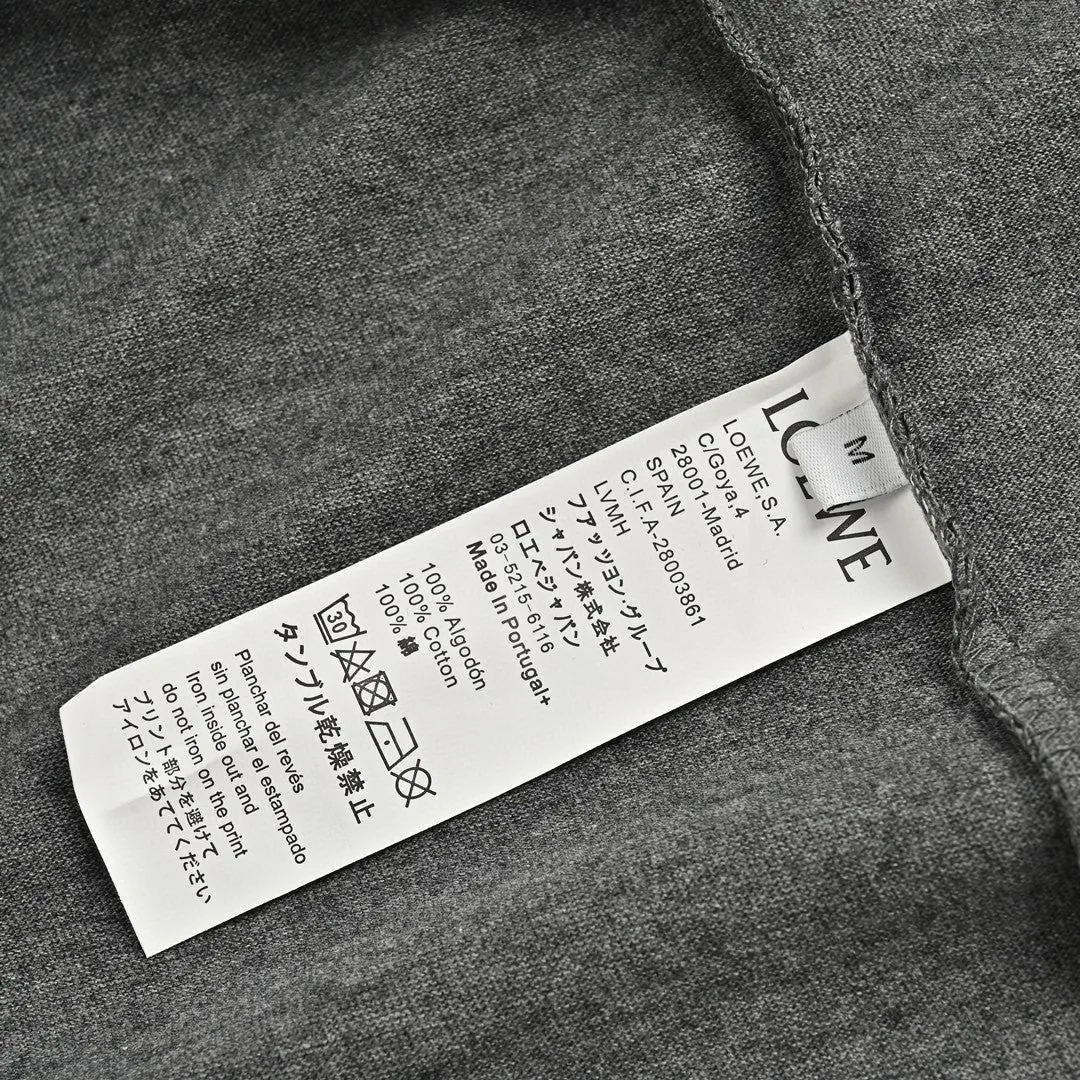 LOEWE
M
LOEWE,S.A.
C/Goya,4
28001-Madrid
SPAIN
C.I.F.A-28003861
LVMH
フアッツヨン·グループ
シャパン株式会社
ロエベジャパン
03-5215-6116
Made In Portugal+
100% Algodón
100% Cotton
100% 綿
30
タンブル乾燥禁止
Planchar del revés
sin planchar el estampado
Iron inside out and
do not iron on the print
プリント部分を避けて
アイロンをあててください